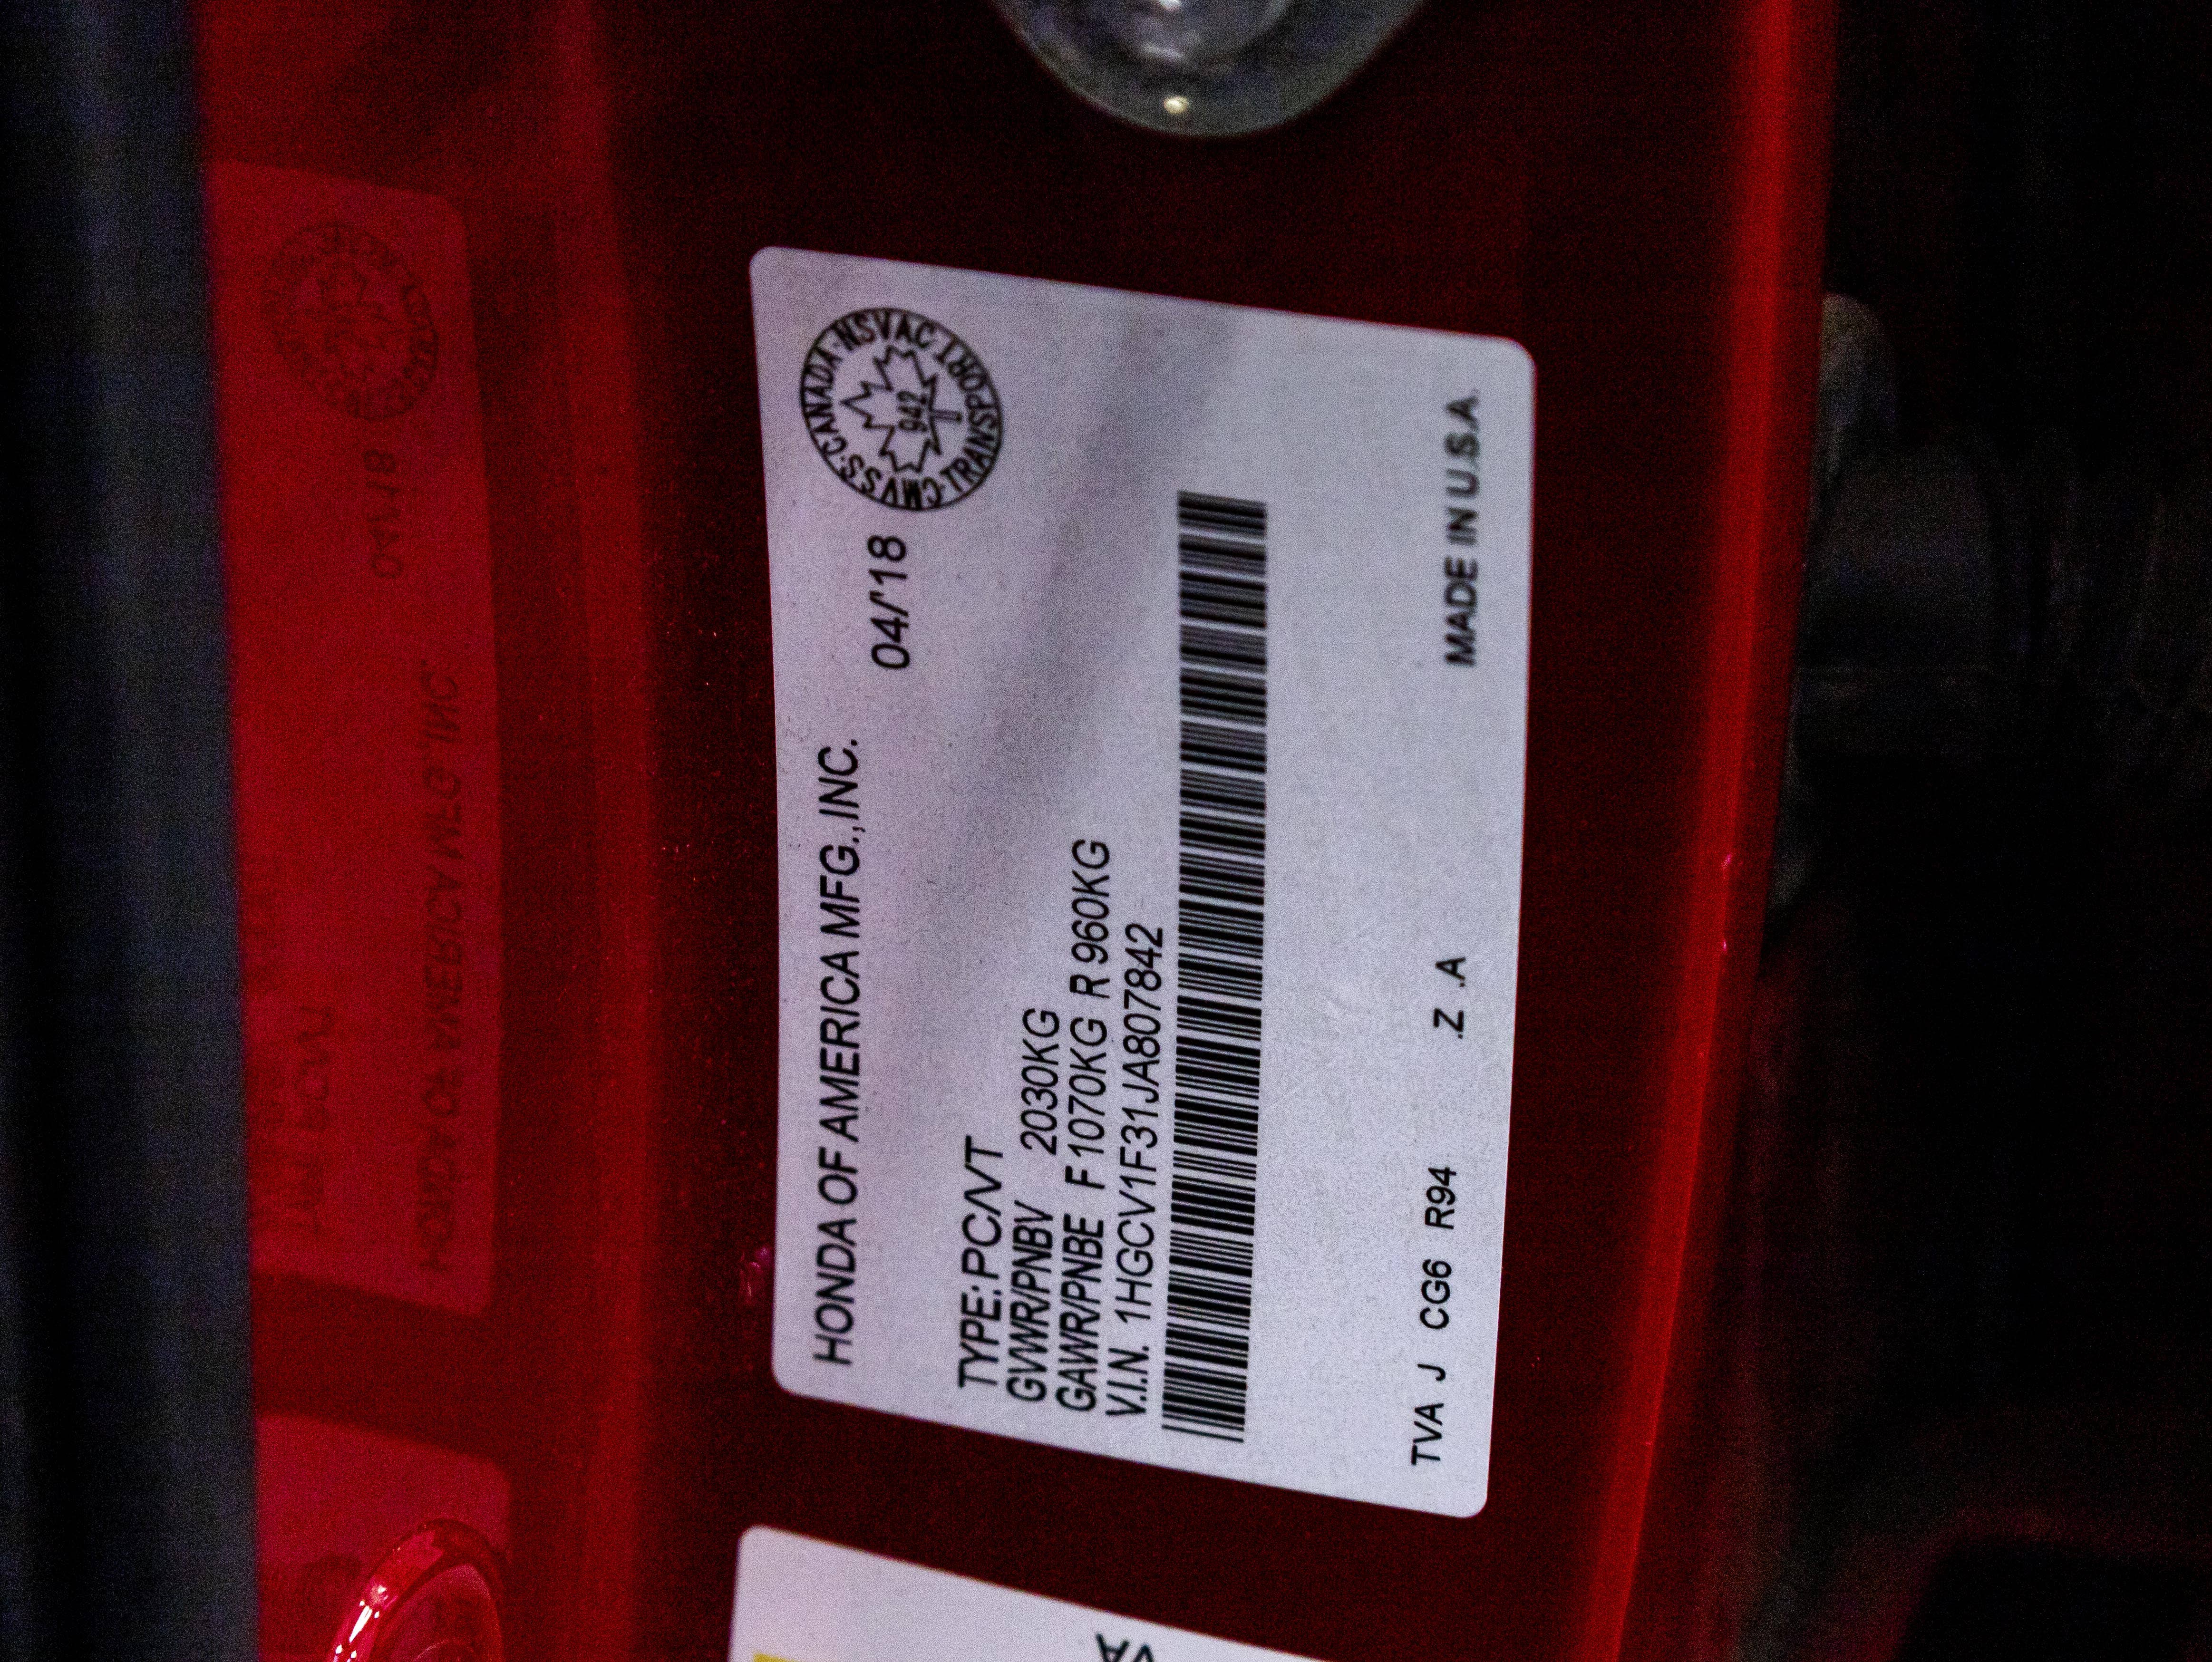 HONDA OF AMERICA MFG.,INC.
04/'18
CANADA·NSVAC·TRANSPORT·CMVSS·
942
TYPE:PC/VT
GVWR/PNBV 2030KG
GAWR/PNBE F 1070KG R 960KG
V.I.N. 1HGCV1F31JA807842
TVA J CG6 R94 .Z .A MADE IN U.S.A.